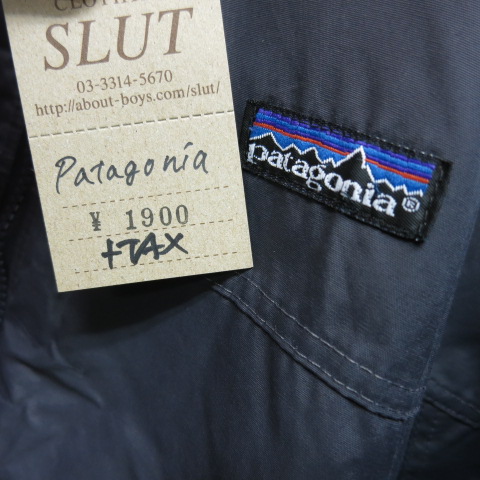 SLUT
03-3314-5670
http://about-boys.com/slut/
Patagonia
¥ 1900
+TAX
patagonia®